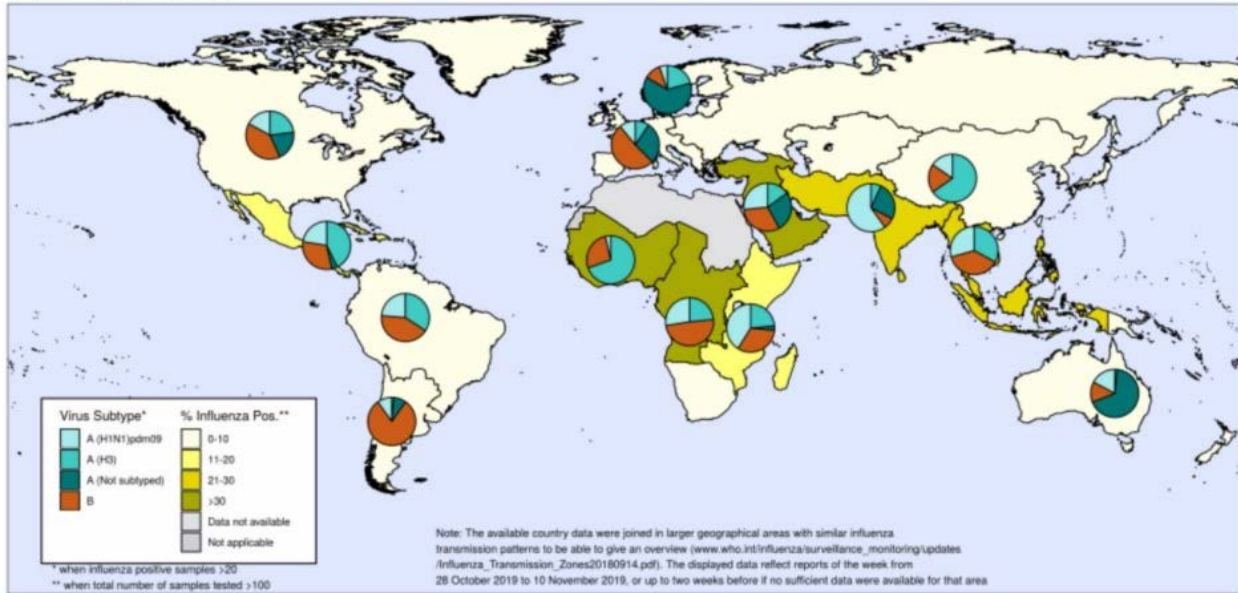 Virus Subtype*
A (H1N1)pdm09
A (H3)
A (Not subtyped)
B
% Influenza Pos.**
0-10
11-20
21-30
>30
Data not available
Not applicable
* when influenza positive samples >20
** when total number of samples tested >100
Note: The available country data were joined in larger geographical areas with similar influenza
transmission patterns to be able to give an overview (www.who.int/influenza/surveillance_monitoring/updates
/Influenza_Transmission_Zones20180914.pdf). The displayed data reflect reports of the week from
28 October 2019 to 10 November 2019, or up to two weeks before if no sufficient data were available for that area